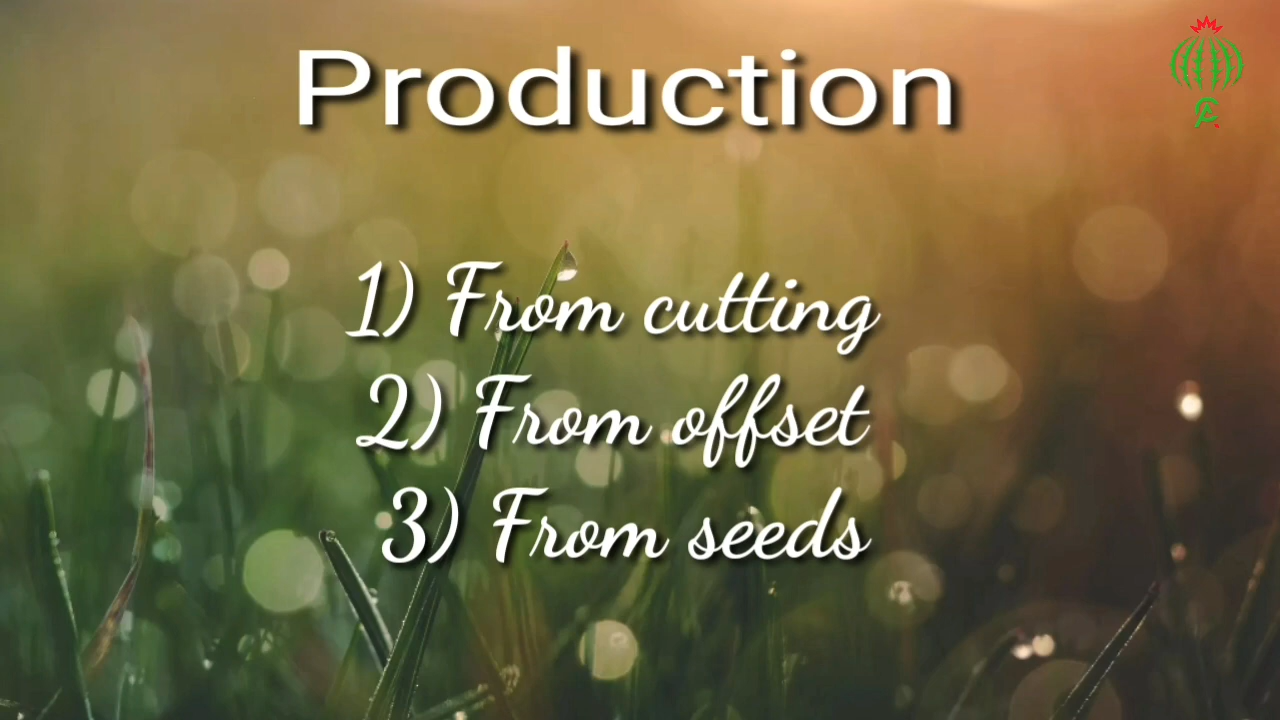 Production
1) From cutting
2) From offset
3) From seeds